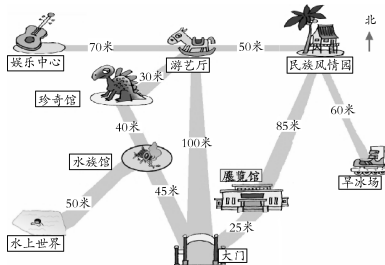 70米
50米
北
娱乐中心
游艺厅
民族风情园
30米
珍奇馆
60米
40米
85米
水族馆
100米
展览馆
旱冰场
45米
50米
25米
水上世界
大门